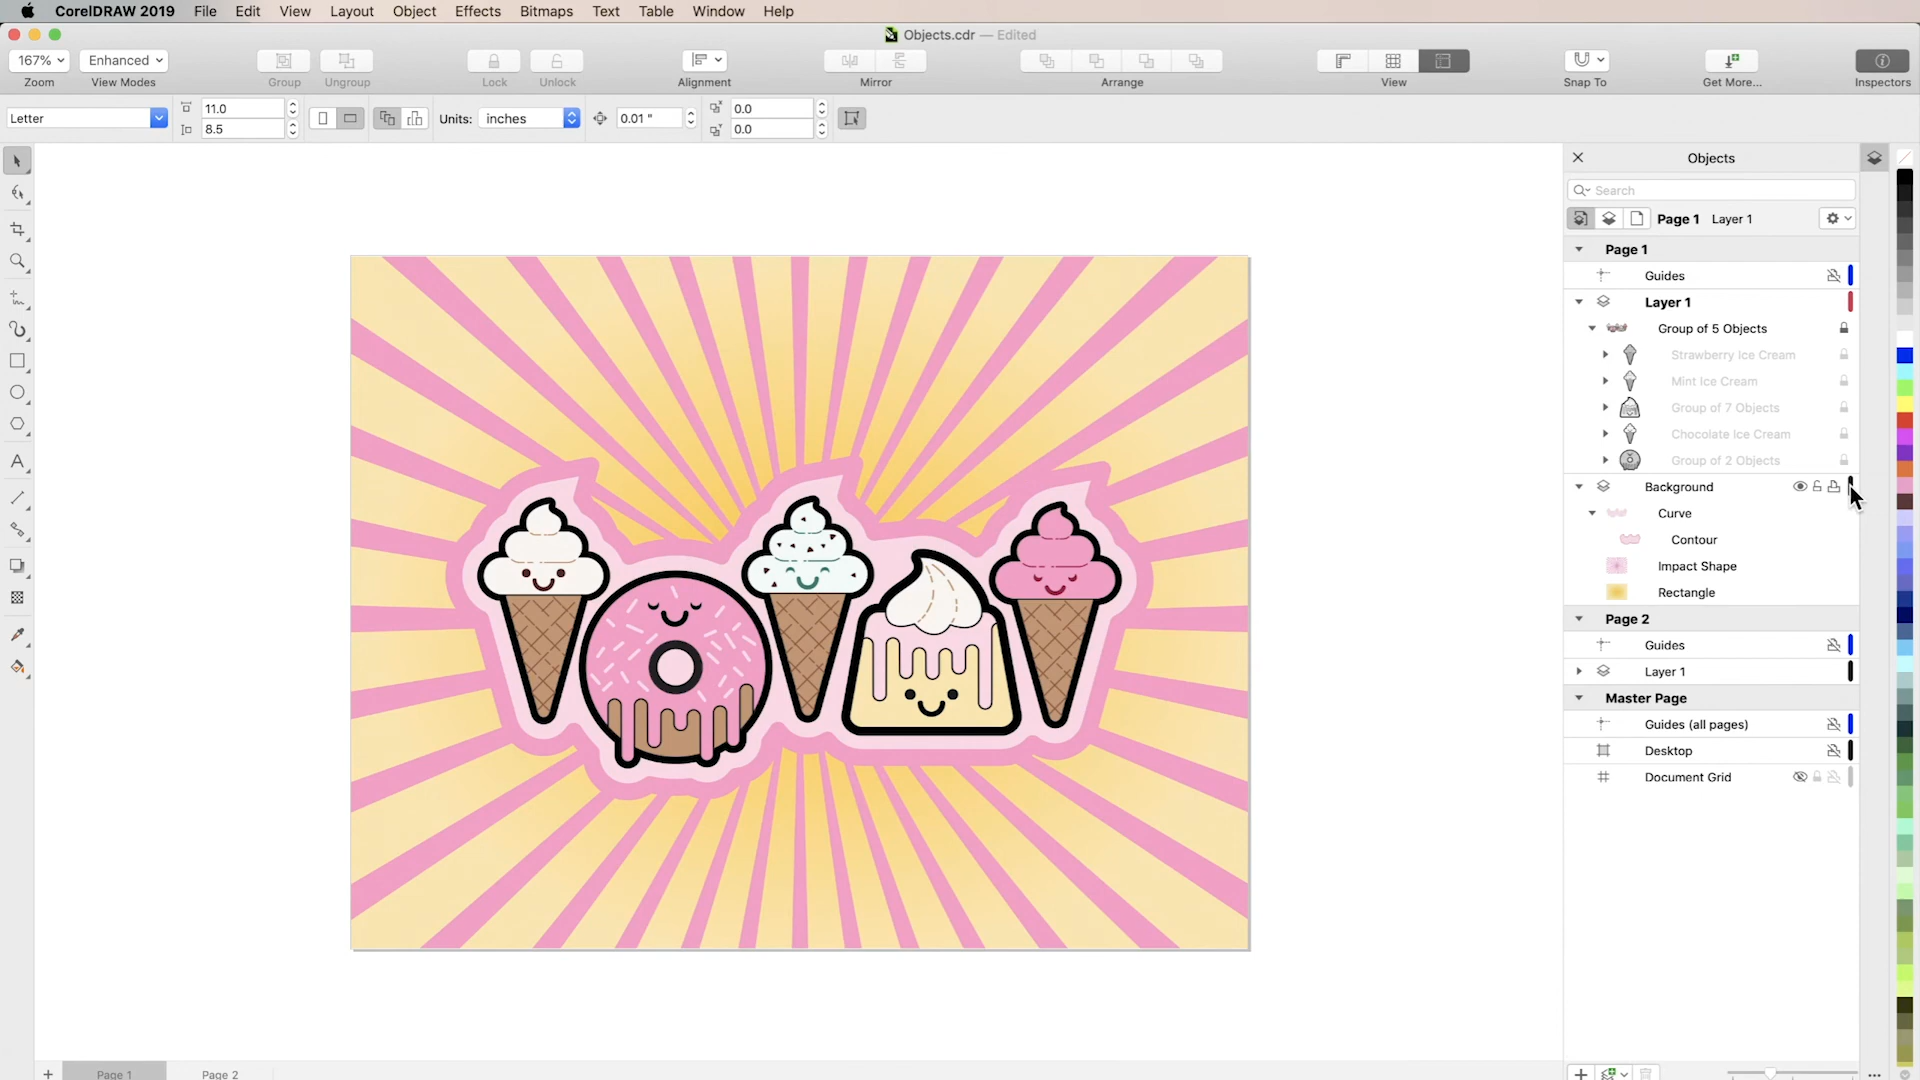 CorelDRAW 2019 File Edit View Layout Object Effects Bitmaps Text Table Window Help
Objects.cdr — Edited
167% Enhanced
Zoom View Modes Group Ungroup Lock Unlock Alignment Mirror Arrange View Snap To Get More... Inspectors
Letter 11.0 8.5 Units: inches 0.01 " 0.0 0.0
Objects
Search
Page 1 Layer 1
Page 1
Guides
Layer 1
Group of 5 Objects
Strawberry Ice Cream
Mint Ice Cream
Group of 7 Objects
Chocolate Ice Cream
Group of 2 Objects
Background
Curve
Contour
Impact Shape
Rectangle
Page 2
Guides
Layer 1
Master Page
Guides (all pages)
Desktop
Document Grid
Page 1 Page 2